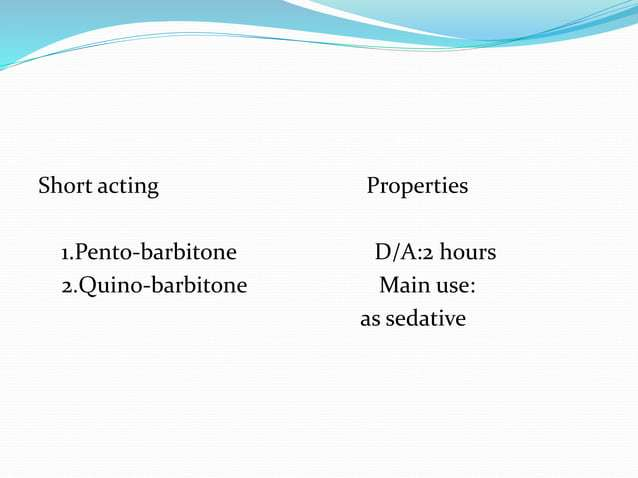 Short acting Properties
1.Pento-barbitone D/A:2 hours
2.Quino-barbitone Main use:
as sedative